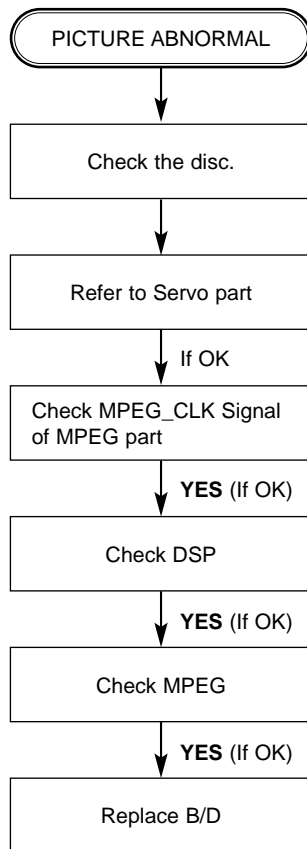 PICTURE ABNORMAL
Check the disc.
Refer to Servo part
If OK
Check MPEG_CLK Signal
of MPEG part
YES (If OK)
Check DSP
YES (If OK)
Check MPEG
YES (If OK)
Replace B/D